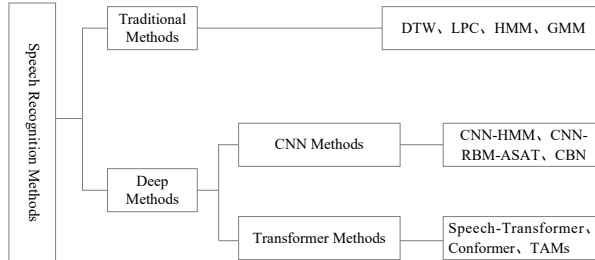 Speech Recognition Methods
Traditional
Methods
DTW、LPC、HMM、GMM
Deep
Methods
CNN Methods
CNN-HMM、CNN-
RBM-ASAT、CBN
Transformer Methods
Speech-Transformer、
Conformer、TAMs